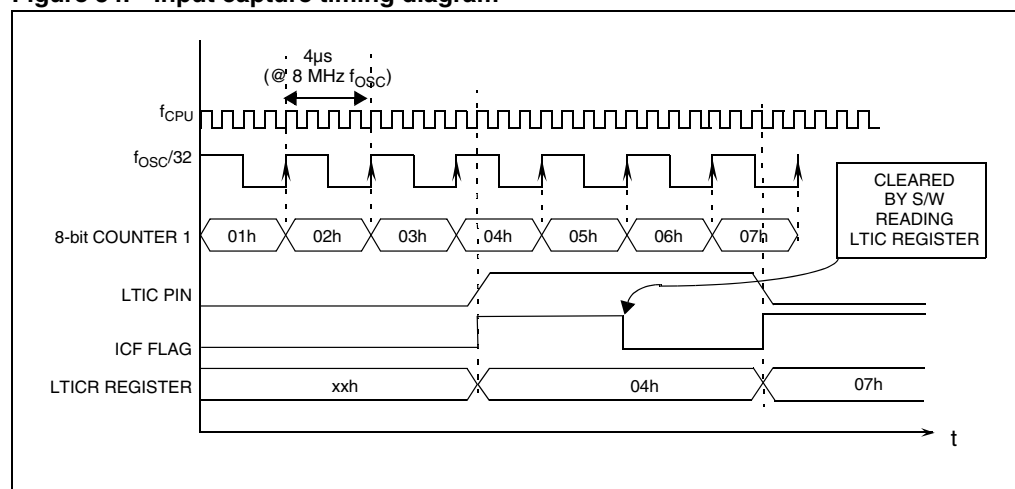 Figure Input capture timing diagram
4µs
(@ 8 MHz fOSC)
fCPU
fOSC/32
CLEARED
BY S/W
READING
LTIC REGISTER
8-bit COUNTER 1
01h
02h
03h
04h
05h
06h
07h
LTIC PIN
ICF FLAG
LTICR REGISTER
xxh
04h
07h
t